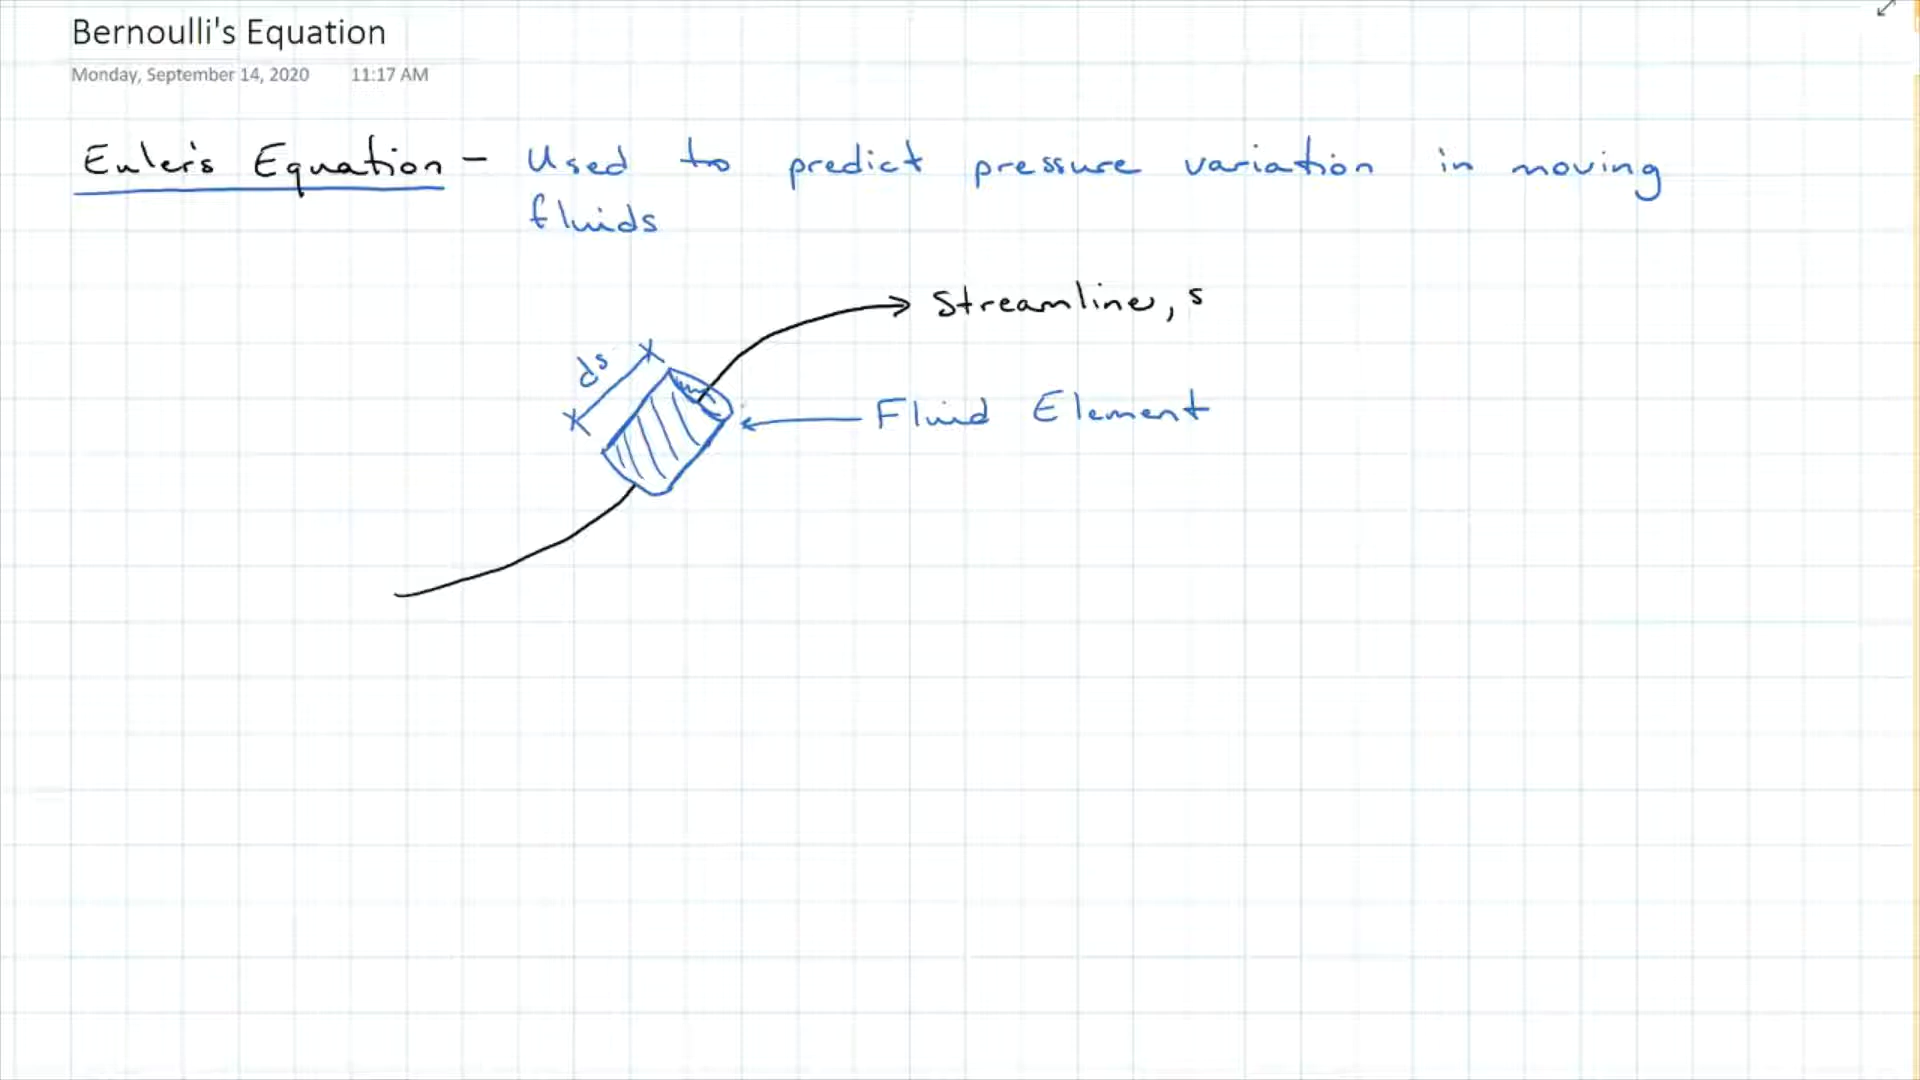 Bernoulli's Equation
Monday, September 14, 2020 11:17 AM
Euler's Equation - Used to predict pressure variation in moving
fluids
Streamline, s
ds
Fluid Element